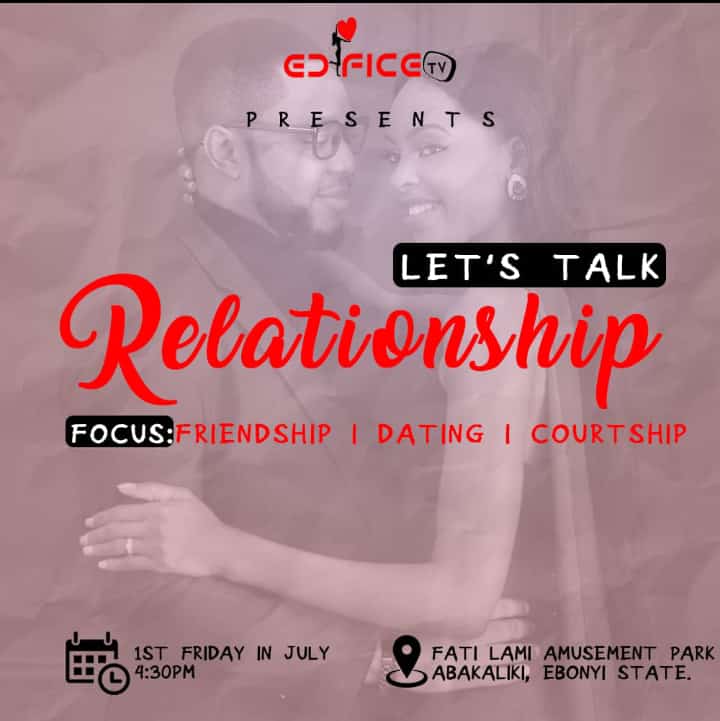 EDIFICE TV
PRESENTS
LET'S TALK
Relationship
FOCUS: FRIENDSHIP | DATING | COURTSHIP
1ST FRIDAY IN JULY
4:30PM
FATI LAMI AMUSEMENT PARK
ABAKALIKI, EBONYI STATE.